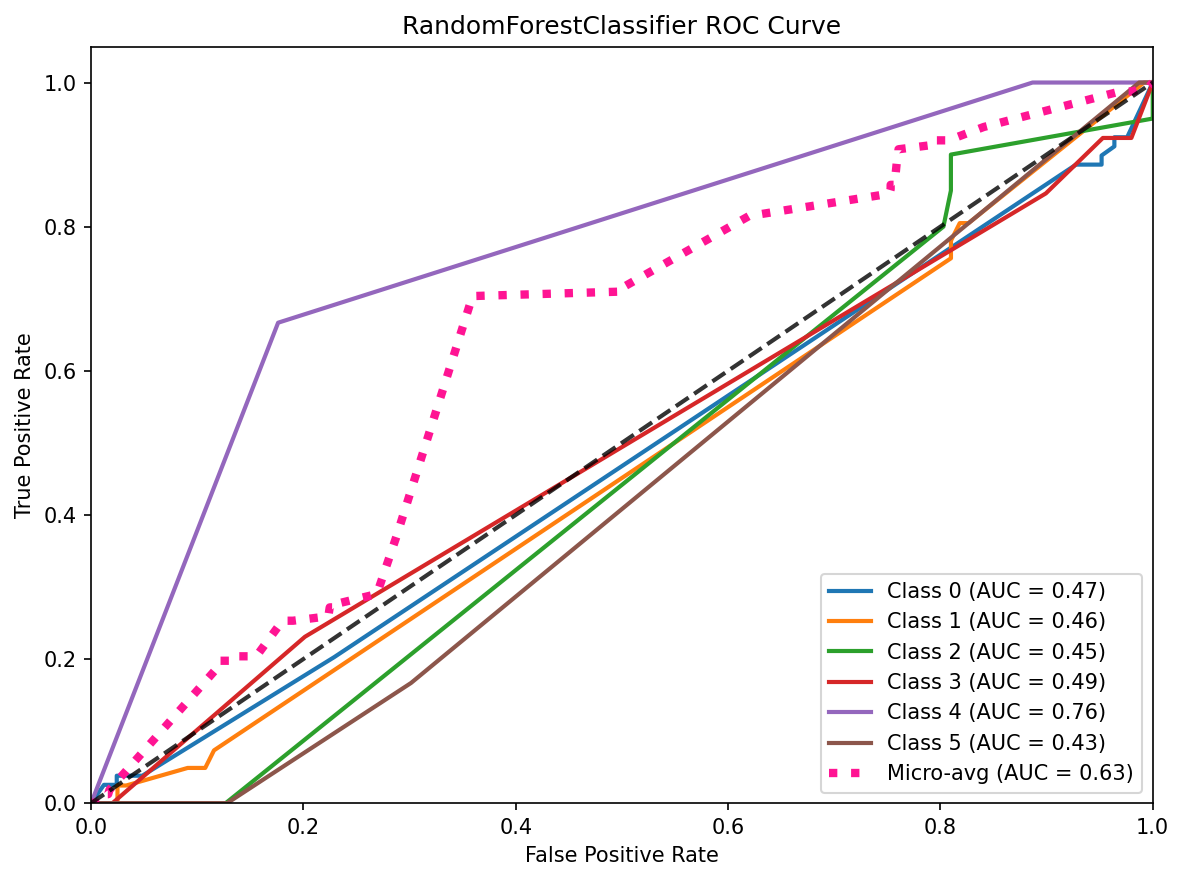 RandomForestClassifier ROC Curve
True Positive Rate
1.0
0.8
0.6
0.4
0.2
0.0
Class 0 (AUC = 0.47)
Class 1 (AUC = 0.46)
Class 2 (AUC = 0.45)
Class 3 (AUC = 0.49)
Class 4 (AUC = 0.76)
Class 5 (AUC = 0.43)
Micro-avg (AUC = 0.63)
0.0 0.2 0.4 0.6 0.8 1.0
False Positive Rate